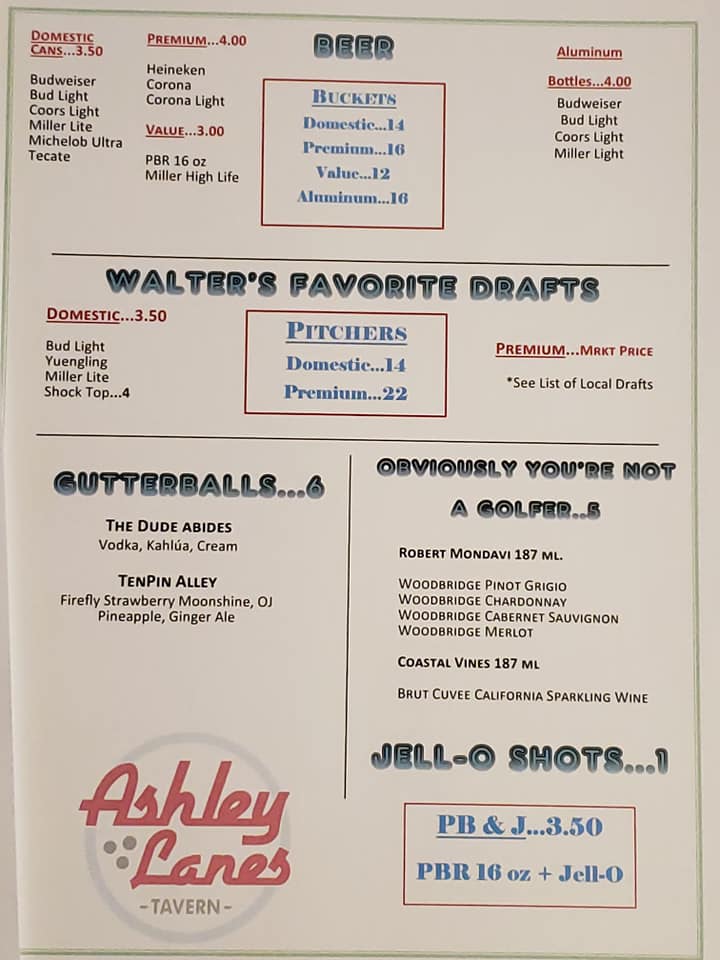 BEER
DOMESTIC
CANS...3.50
Budweiser
Bud Light
Coors Light
Miller Lite
Michelob Ultra
Tecate
PREMIUM...4.00
Heineken
Corona
Corona Light
VALUE...3.00
PBR 16 oz
Miller High Life
BUCKETS
Domestic...14
Premium...16
Value...12
Aluminum...16
Aluminum
Bottles...4.00
Budweiser
Bud Light
Coors Light
Miller Light
WALTER'S FAVORITE DRAFTS
DOMESTIC...3.50
Bud Light
Yuengling
Miller Lite
Shock Top...4
PITCHERS
Domestic...14
Premium...22
PREMIUM...MRKT PRICE
*See List of Local Drafts
GUTTERBALLS...6
THE DUDE ABIDES
Vodka, Kahlúa, Cream
TENPIN ALLEY
Firefly Strawberry Moonshine, OJ
Pineapple, Ginger Ale
OBVIOUSLY YOU'RE NOT
A GOLFER..5
ROBERT MONDAVI 187 ML.
WOODBRIDGE PINOT GRIGIO
WOODBRIDGE CHARDONNAY
WOODBRIDGE CABERNET SAUVIGNON
WOODBRIDGE MERLOT
COASTAL VINES 187 ML
BRUT CUVEE CALIFORNIA SPARKLING WINE
JELL-O SHOTS...1
PB & J...3.50
PBR 16 oz + Jell-O
Ashley
Lanes
-TAVERN-